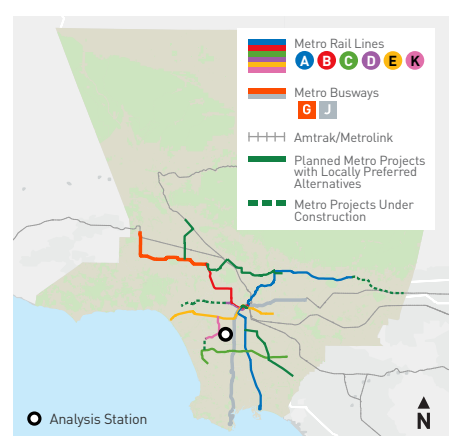 Metro Rail Lines
A B C D E K
Metro Busways
G J
Amtrak/Metrolink
Planned Metro Projects
with Locally Preferred
Alternatives
Metro Projects Under
Construction
Analysis Station
N